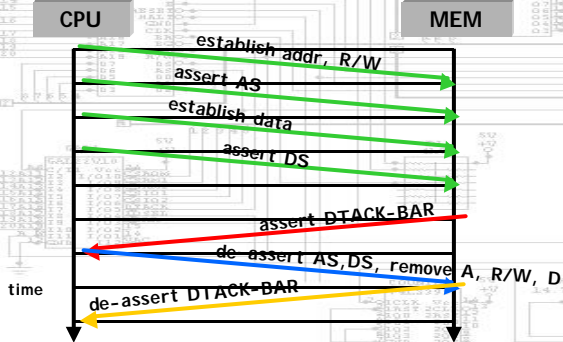 CPU
MEM
establish addr, R/W
assert AS
establish data
assert DS
assert DTACK-BAR
de-assert AS,DS, remove A, R/W, D
time
de-assert DTACK-BAR